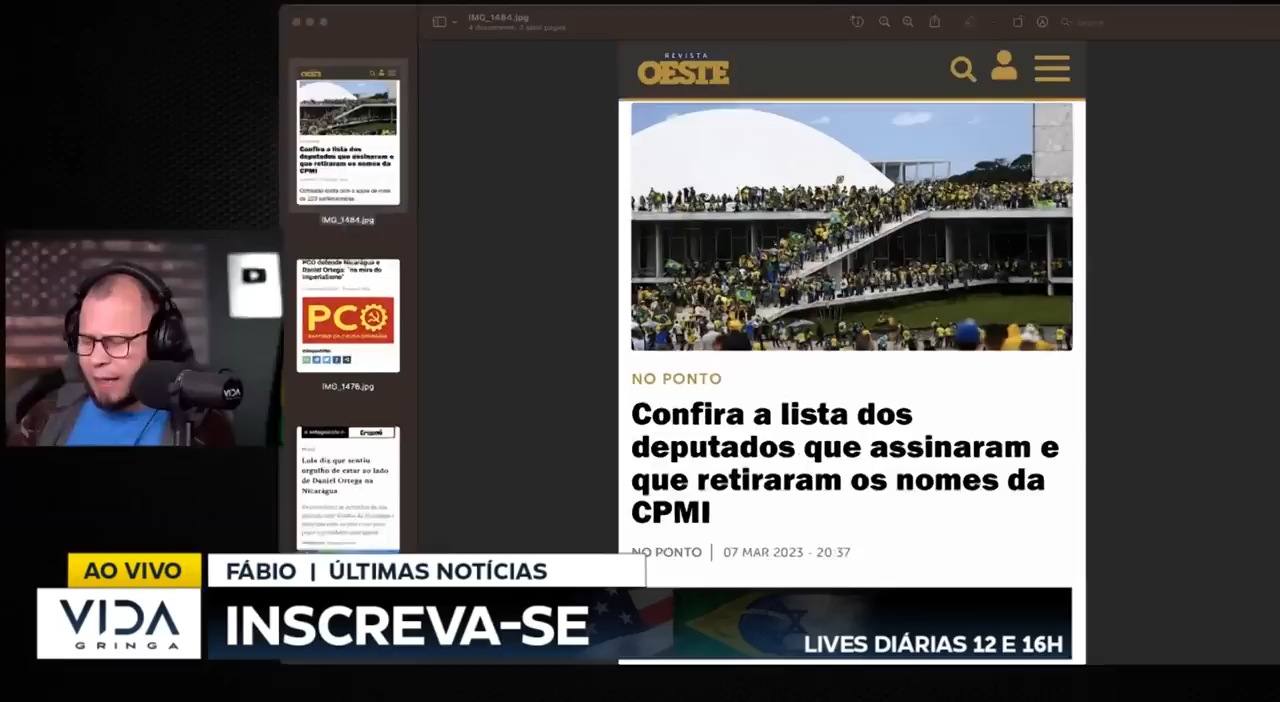 IMG_1484.jpg
REVISTA
OESTE
OESTE
Confira a lista dos
deputados que assinaram e
que retiraram os nomes da
CPMI
IMG_1484.jpg
PCO defende Nicarágua e
Daniel Ortega: "na mira do
imperialismo"
PCO
IMG_1476.jpg
Crusoé
Lula diz que sentiu
orgulho de estar ao lado
de Daniel Ortega na
Nicarágua
NO PONTO
Confira a lista dos
deputados que assinaram e
que retiraram os nomes da
CPMI
NO PONTO | 07 MAR 2023 - 20:37
VIDA
AO VIVO
FÁBIO | ÚLTIMAS NOTÍCIAS
VIDA
GRINGA
INSCREVA-SE
LIVES DIÁRIAS 12 E 16H